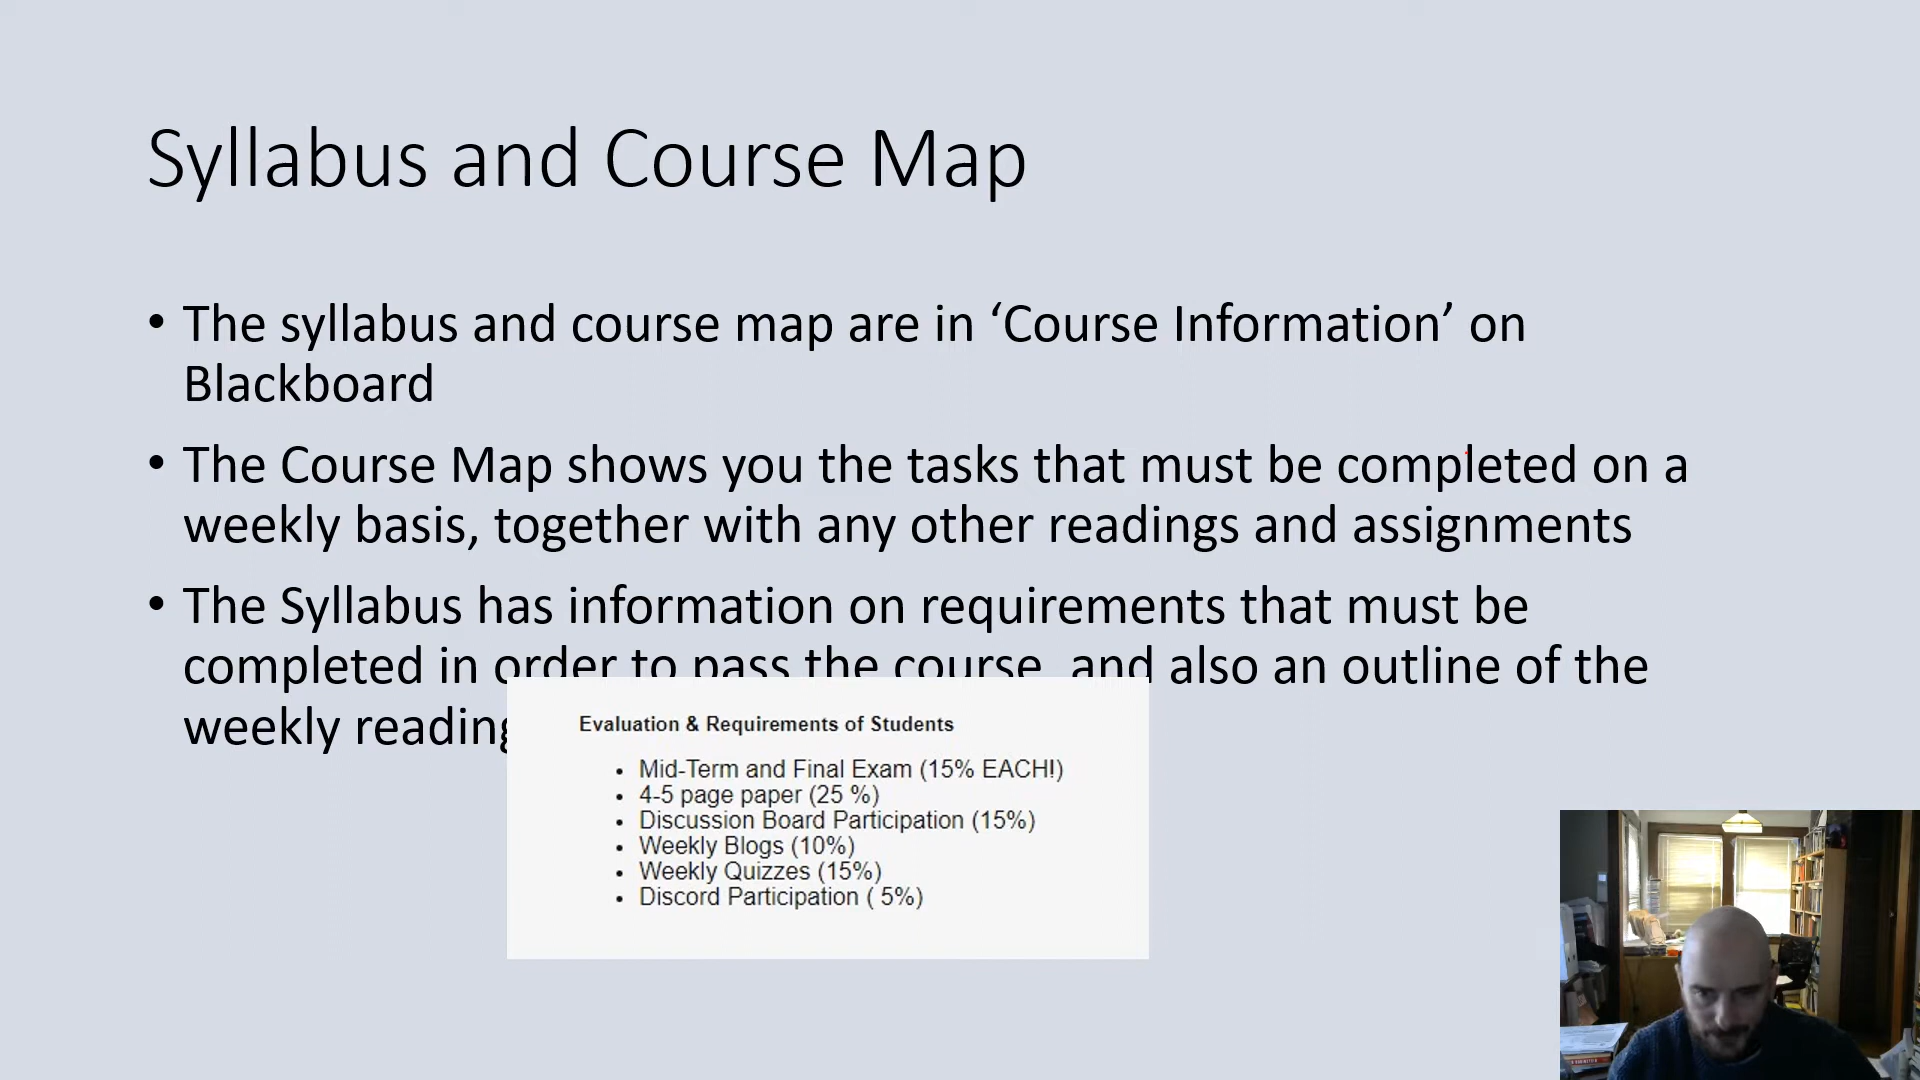 Syllabus and Course Map
• The syllabus and course map are in ‘Course Information’ on
Blackboard
• The Course Map shows you the tasks that must be completed on a
weekly basis, together with any other readings and assignments
• The Syllabus has information on requirements that must be
completed in order to pass the course, and also an outline of the
weekly
Evaluation & Requirements of Students
• Mid-Term and Final Exam (15% EACH!)
• 4-5 page paper (25 %)
• Discussion Board Participation (15%)
• Weekly Blogs (10%)
• Weekly Quizzes (15%)
• Discord Participation ( 5%)